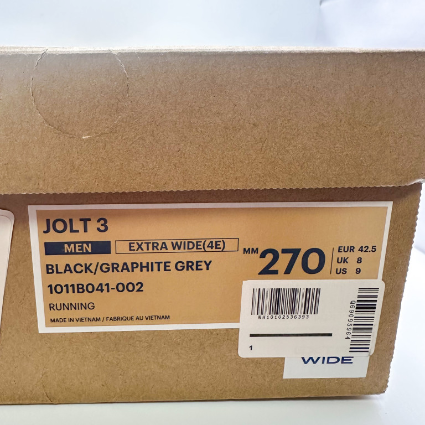 JOLT 3
MEN EXTRA WIDE(4E)
BLACK/GRAPHITE GREY
1011B041-002
RUNNING
MADE IN VIETNAM / FABRIQUE AU VIETNAM
MM 270
EUR 42.5
UK 8
US 9
1
WIDE